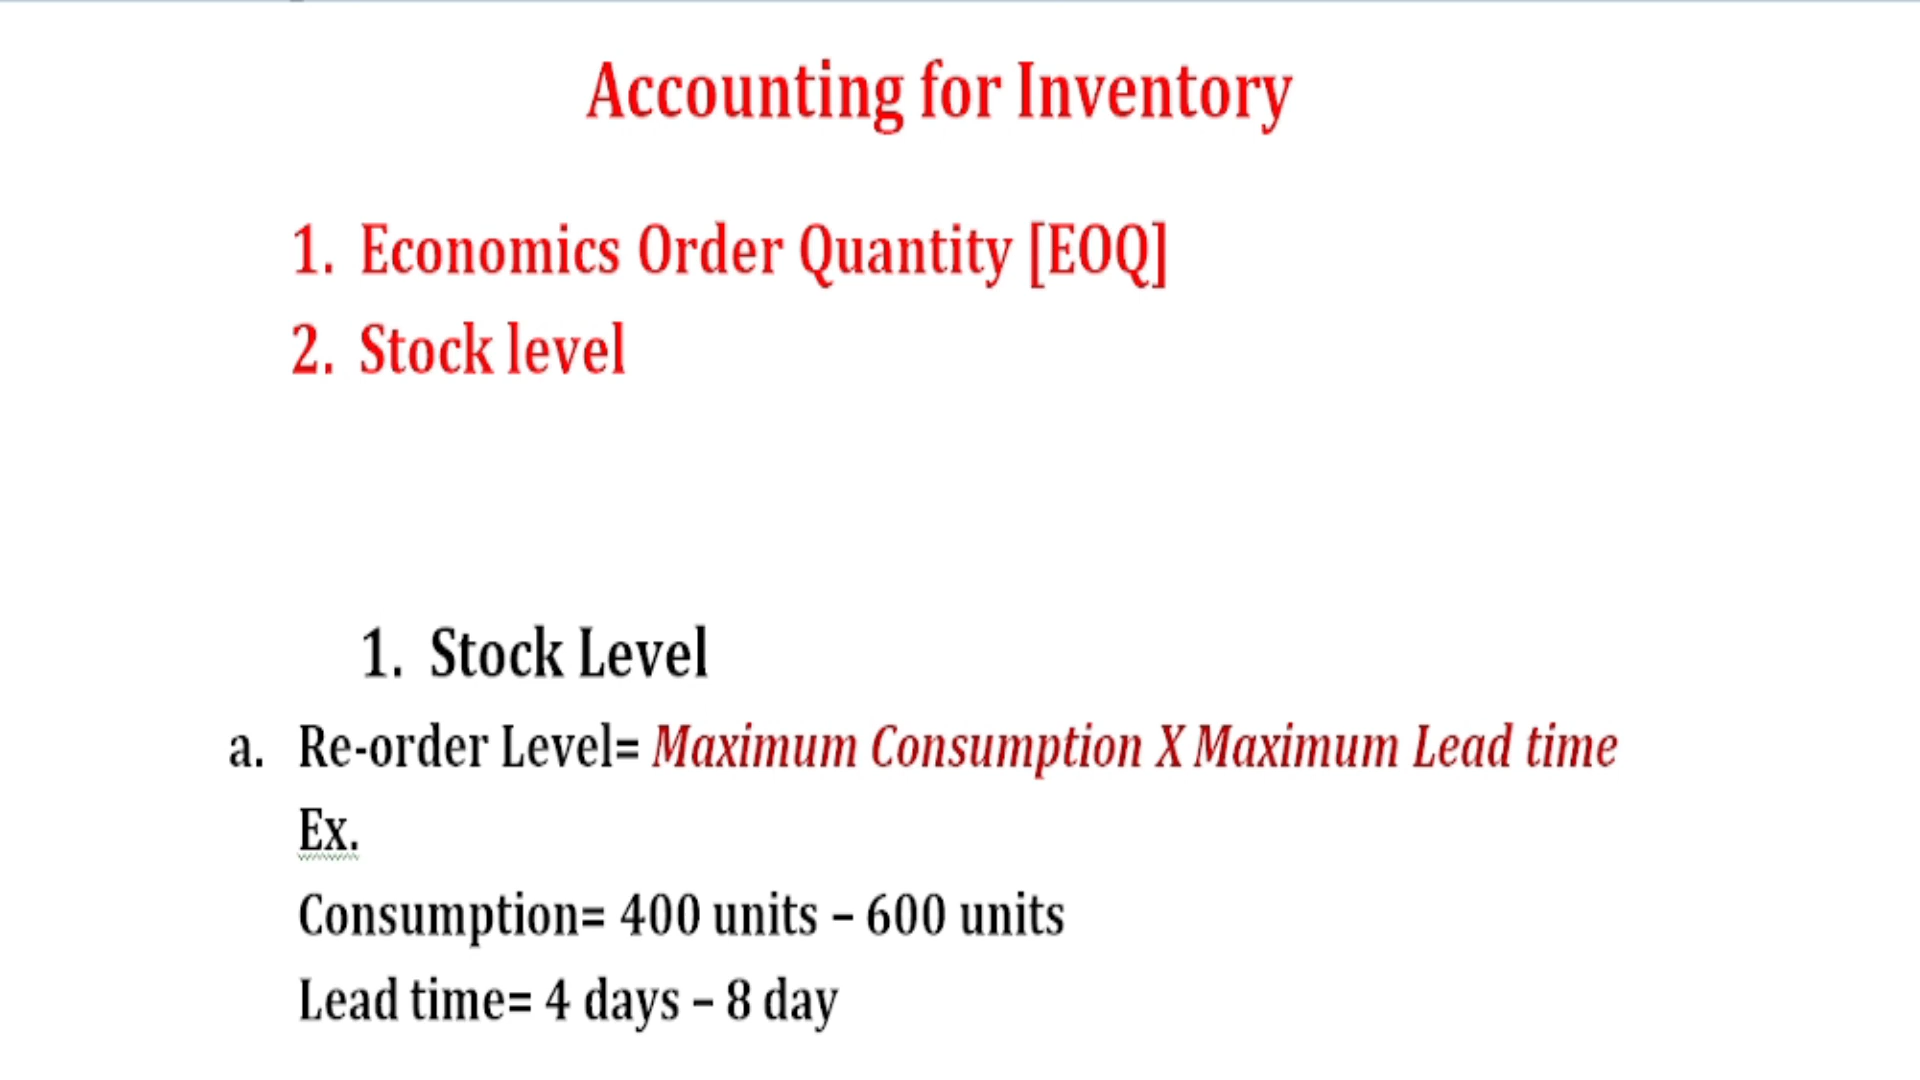 Accounting for Inventory
1. Economics Order Quantity [EOQ]
2. Stock level
1. Stock Level
a. Re-order Level= Maximum Consumption X Maximum Lead time
Ex.
Consumption= 400 units – 600 units
Lead time= 4 days – 8 day